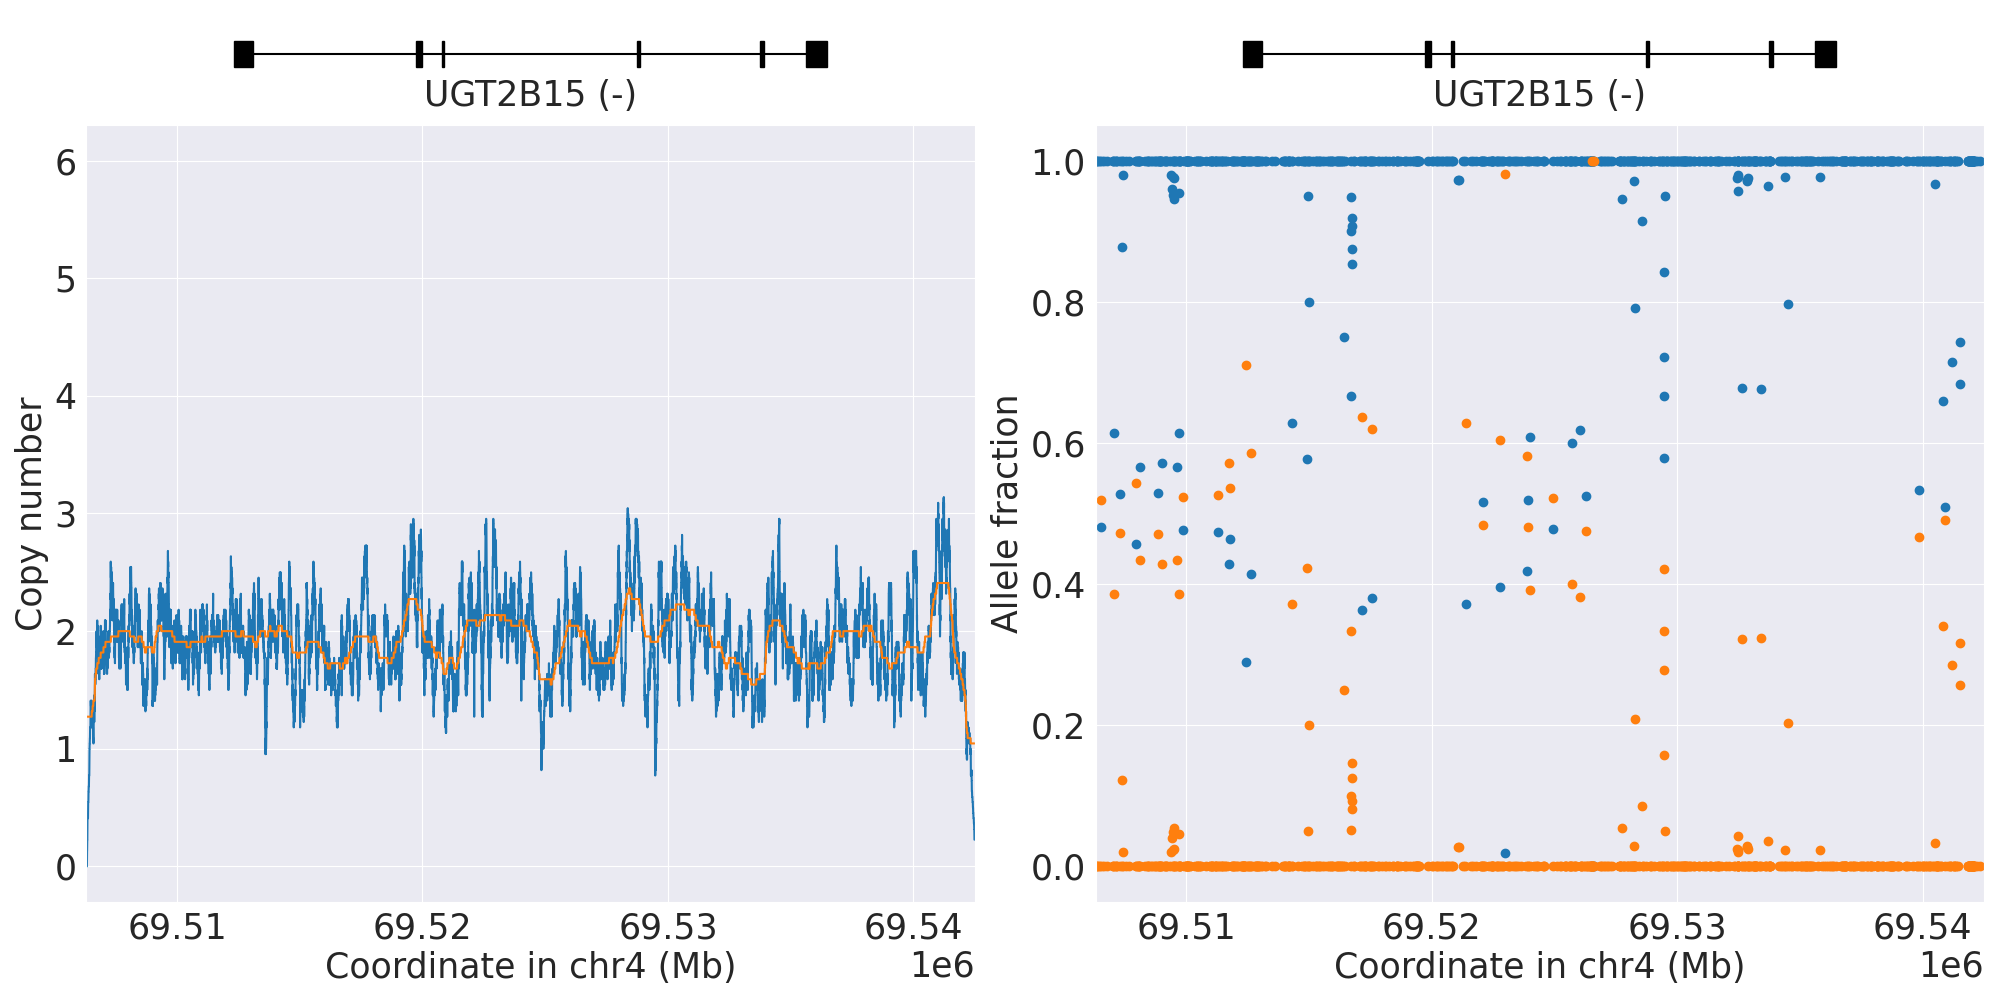 UGT2B15 (-)
Copy number
6
5
4
3
2
1
0
69.51 69.52 69.53 69.54
Coordinate in chr4 (Mb) 1e6
UGT2B15 (-)
Allele fraction
1.0
0.8
0.6
0.4
0.2
0.0
69.51 69.52 69.53 69.54
Coordinate in chr4 (Mb) 1e6